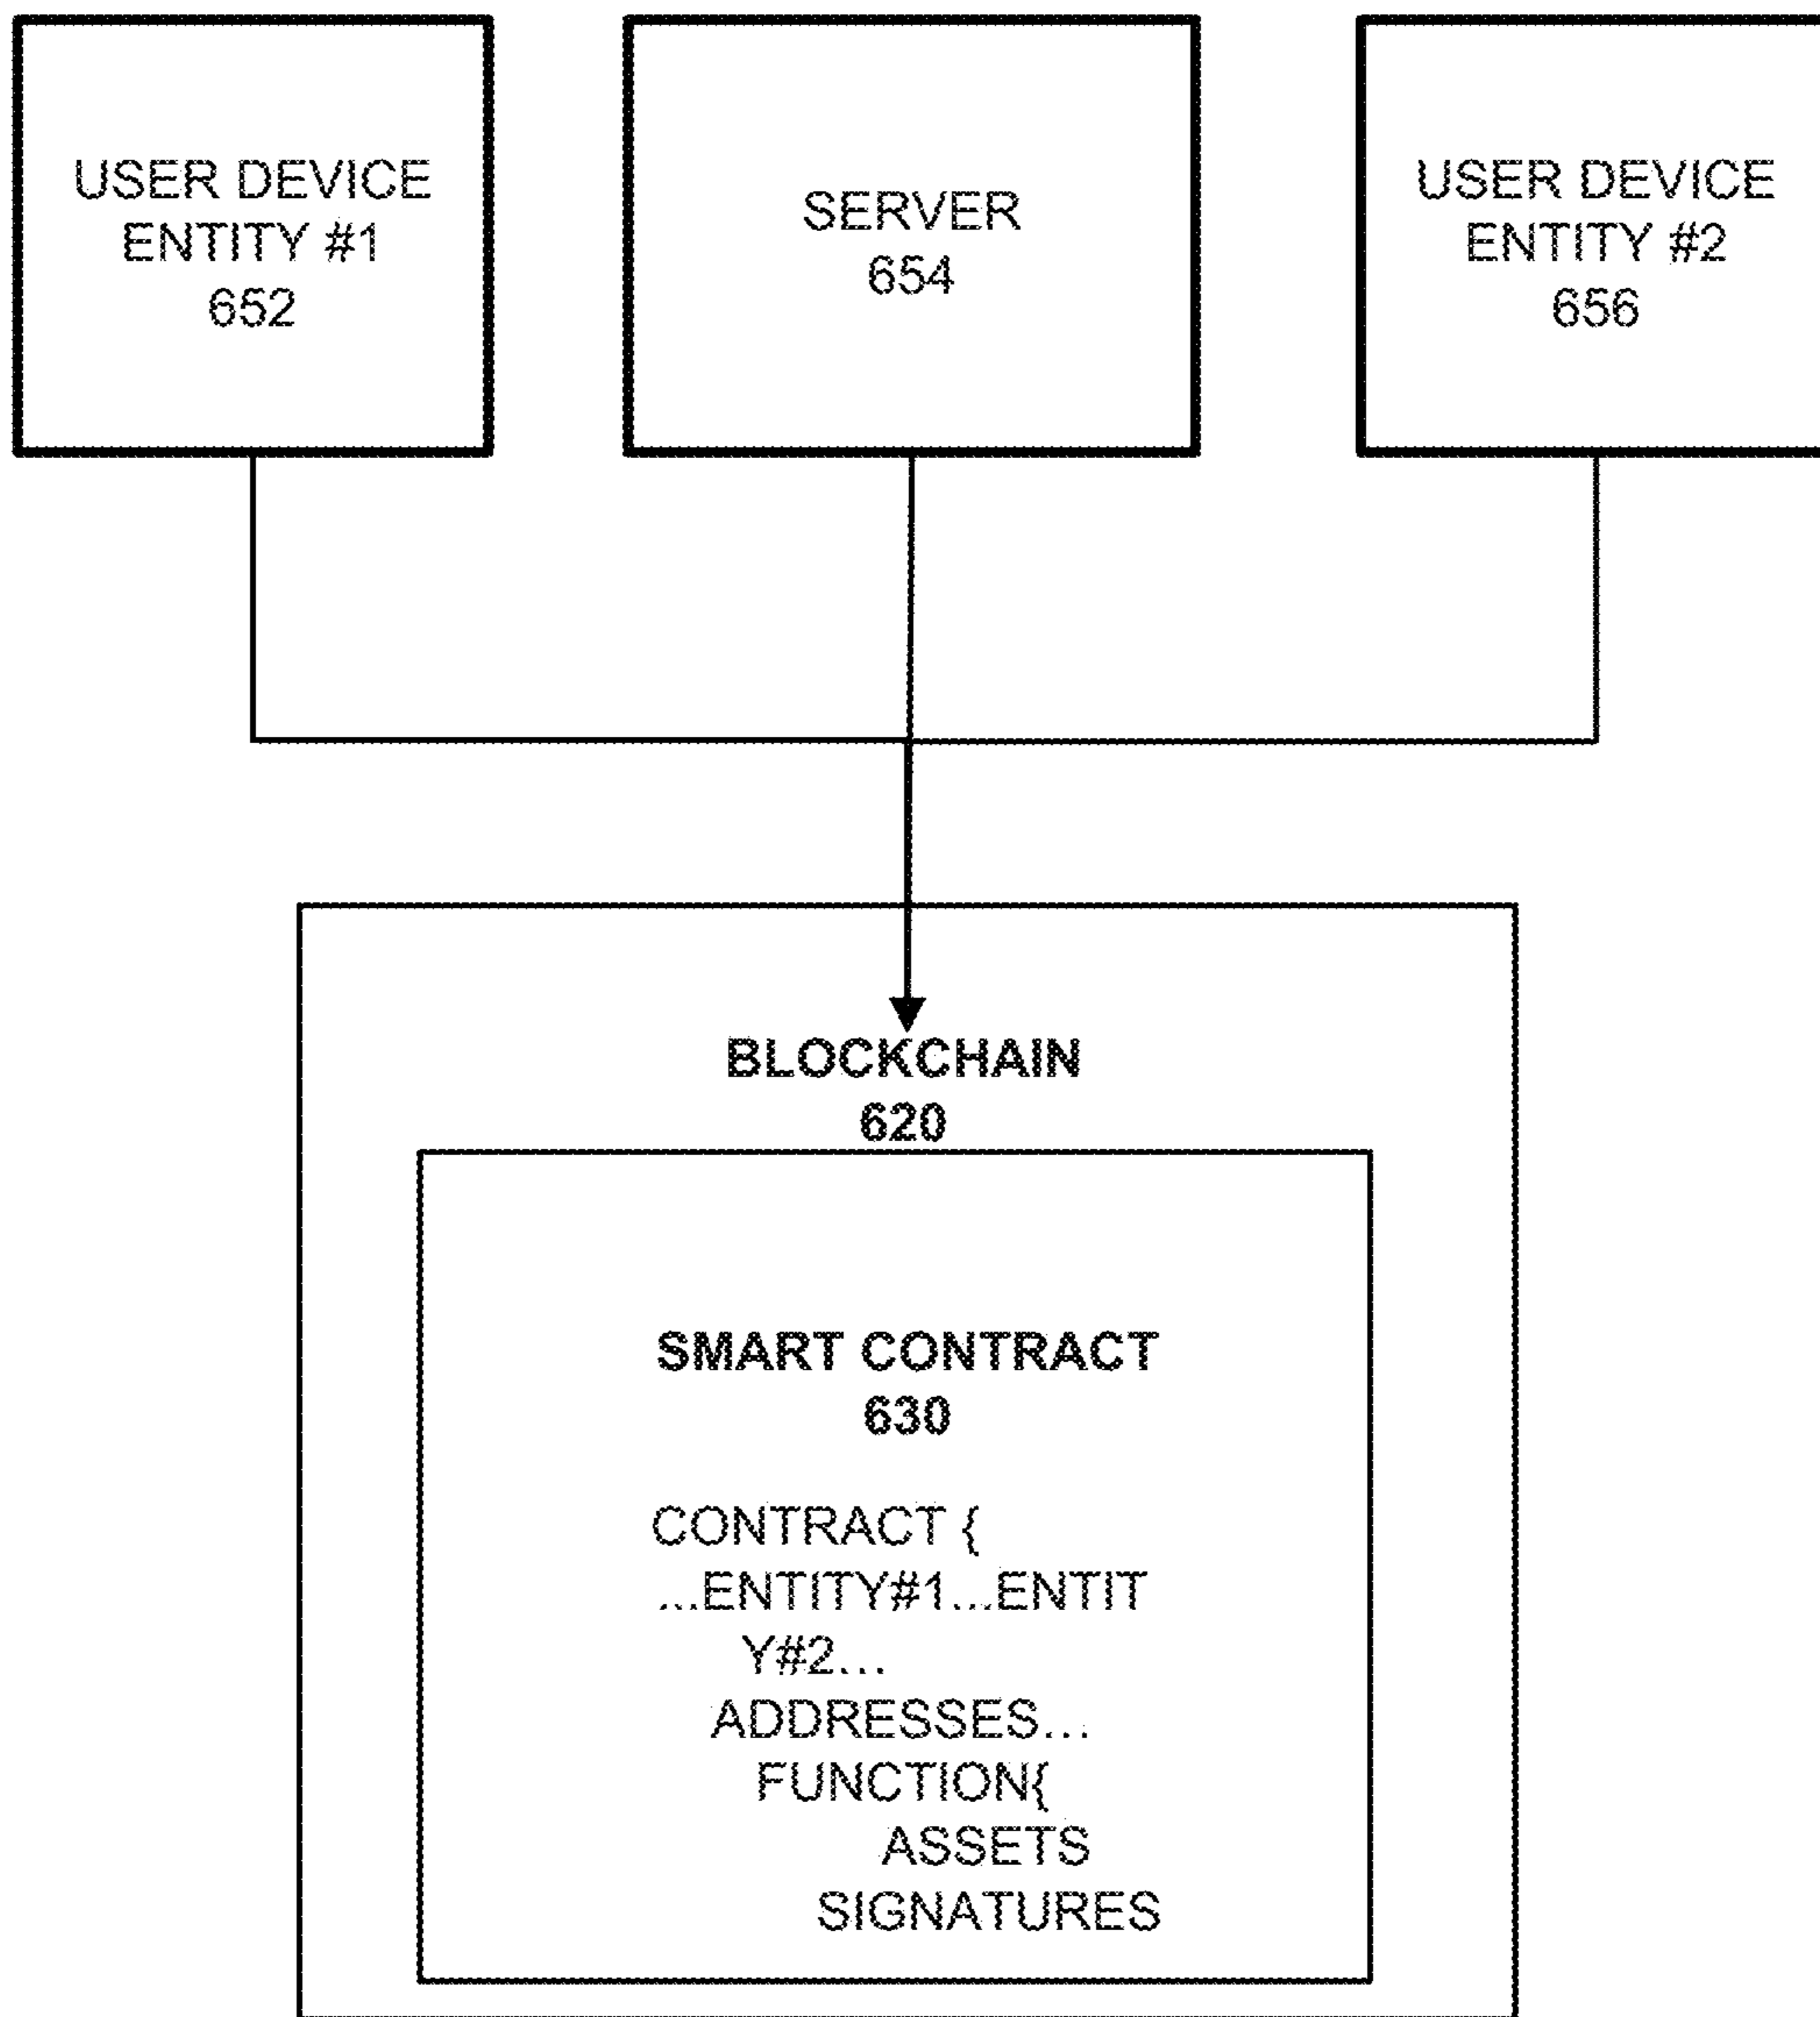 USER DEVICE
ENTITY #1
652
SERVER
654
USER DEVICE
ENTITY #2
656
BLOCKCHAIN
620
SMART CONTRACT
630
CONTRACT {
...ENTITY#1...ENTIT
Y#2...
ADDRESSES...
FUNCTION{
ASSETS
SIGNATURES